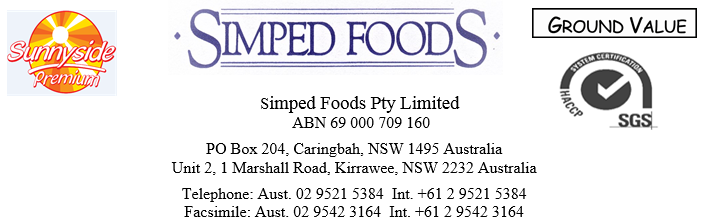 Sunnyside
Premium
· SIMPED FOODS ·
GROUND VALUE
SYSTEM CERTIFICATION
HACCP
SGS
Simped Foods Pty Limited
ABN 69 000 709 160
PO Box 204, Caringbah, NSW 1495 Australia
Unit 2, 1 Marshall Road, Kirrawee, NSW 2232 Australia
Telephone: Aust. 02 9521 5384 Int. +61 2 9521 5384
Facsimile: Aust. 02 9542 3164 Int. +61 2 9542 3164